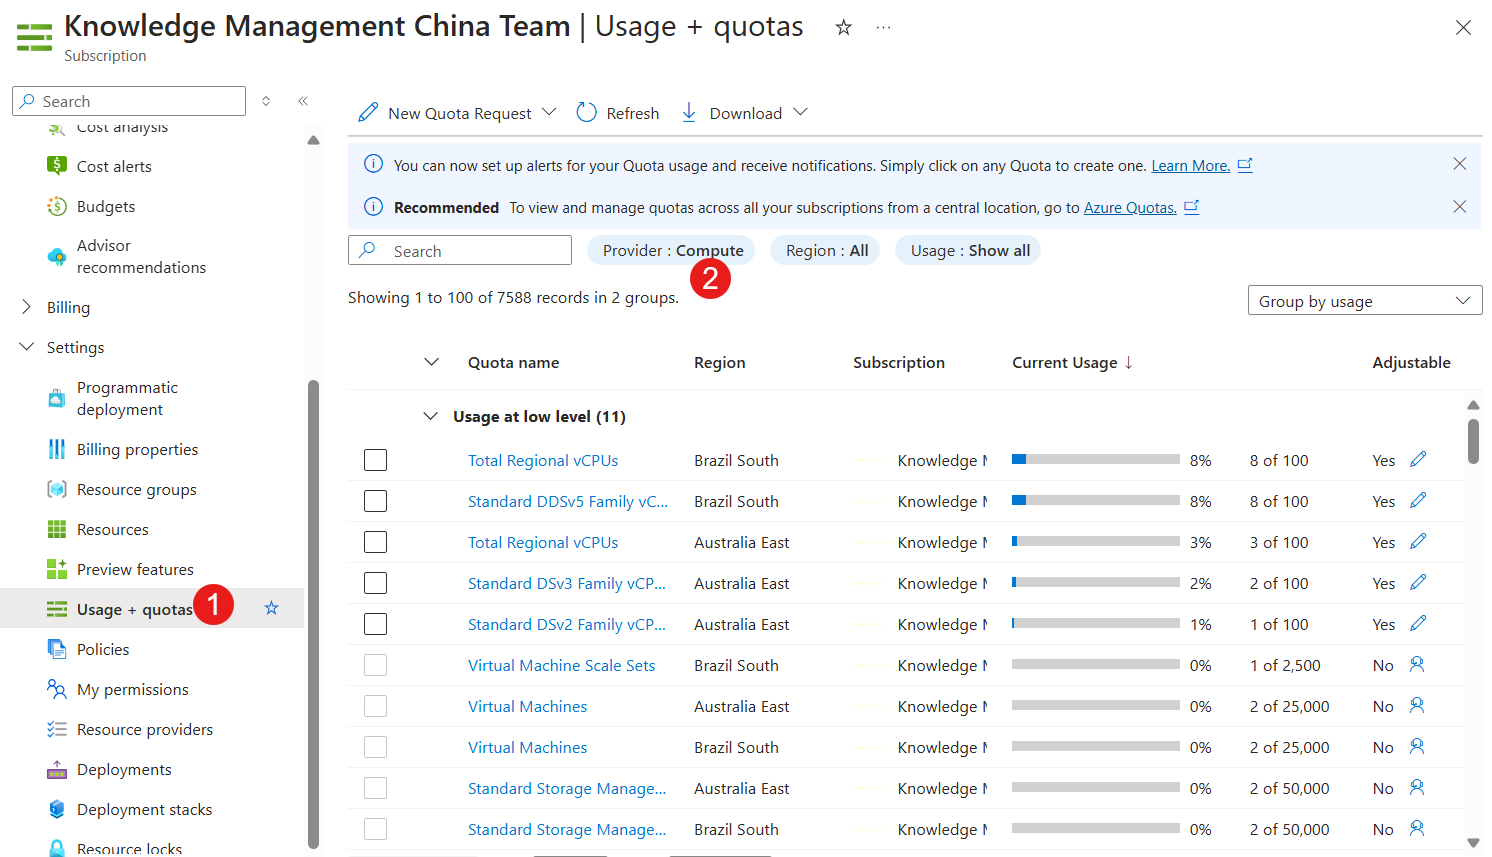 Knowledge Management China Team | Usage + quotas
Subscription
Search
Cost analysis
Cost alerts
Budgets
Advisor
recommendations
Billing
Settings
Programmatic
deployment
Billing properties
Resource groups
Resources
Preview features
Usage + quotas
1
Policies
My permissions
Resource providers
Deployments
Deployment stacks
Resource locks
New Quota Request
Refresh
Download
You can now set up alerts for your Quota usage and receive notifications. Simply click on any Quota to create one. Learn More.
Recommended To view and manage quotas across all your subscriptions from a central location, go to Azure Quotas.
Search
Provider : Compute
Region : All
Usage : Show all
2
Showing 1 to 100 of 7588 records in 2 groups.
Group by usage
Quota name Region Subscription Current Usage ↓ Adjustable
Usage at low level (11)
Total Regional vCPUs Brazil South Knowledge M 8% 8 of 100 Yes
Standard DDSv5 Family vC... Brazil South Knowledge M 8% 8 of 100 Yes
Total Regional vCPUs Australia East Knowledge M 3% 3 of 100 Yes
Standard DSv3 Family vCP... Australia East Knowledge M 2% 2 of 100 Yes
Standard DSv2 Family vCP... Australia East Knowledge M 1% 1 of 100 Yes
Virtual Machine Scale Sets Brazil South Knowledge M 0% 1 of 2,500 No
Virtual Machines Australia East Knowledge M 0% 2 of 25,000 No
Virtual Machines Brazil South Knowledge M 0% 2 of 25,000 No
Standard Storage Manage... Australia East Knowledge M 0% 2 of 50,000 No
Standard Storage Manage... Brazil South Knowledge M 0% 2 of 50,000 No